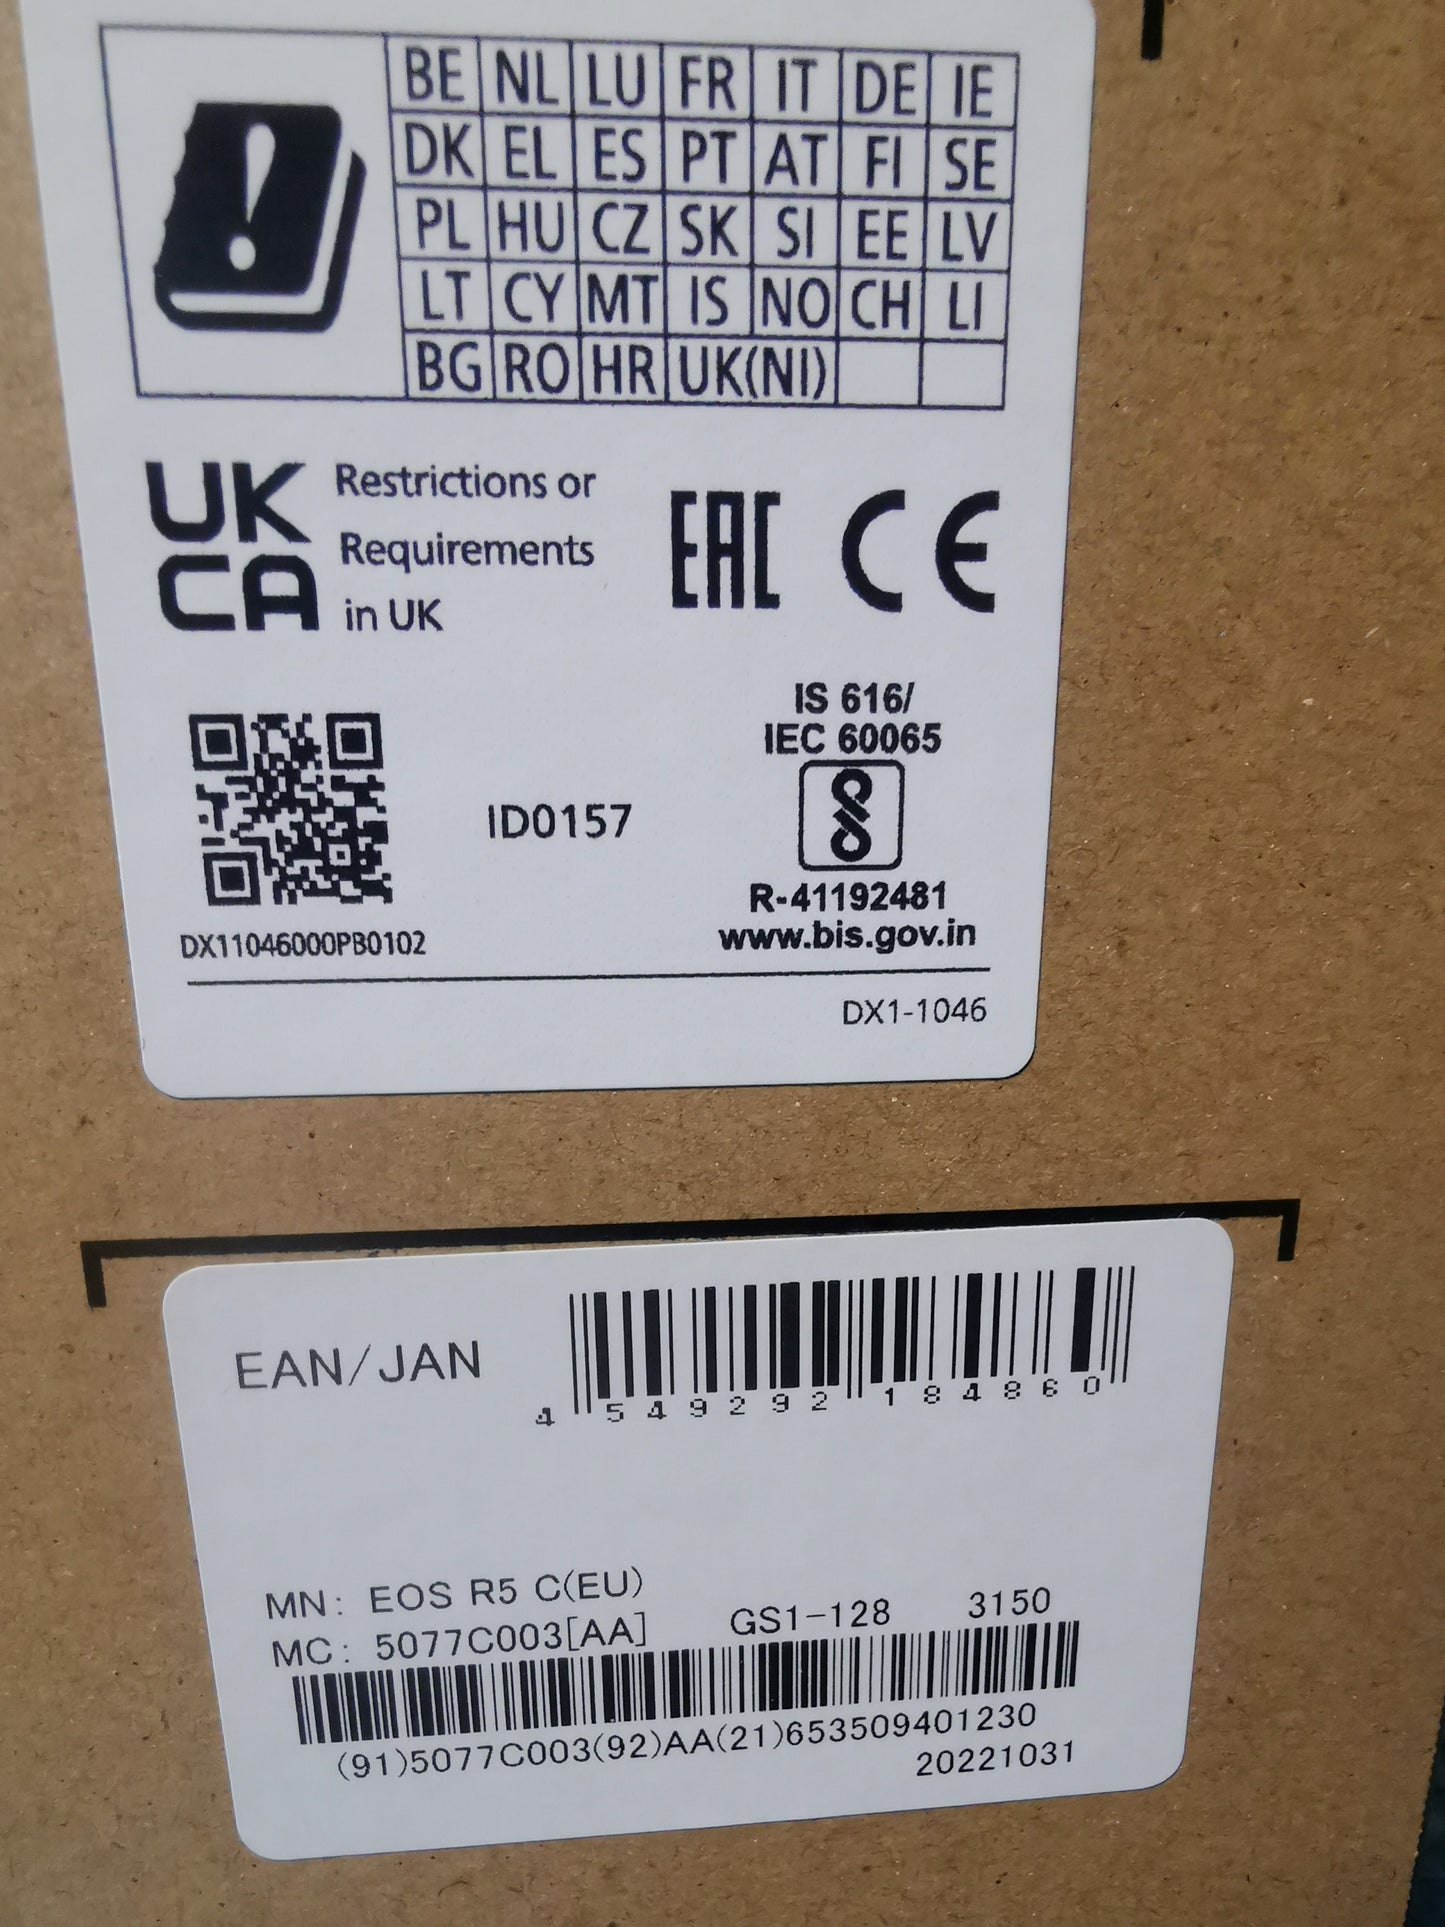 BE NL LU FR IT DE IE
DK EL ES PT AT FI SE
PL HU CZ SK SI EE LV
LT CY MT IS NO CH LI
BG RO HR UK(NI)
UK
CA
Restrictions or
Requirements
in UK
EAC CE
IS 616/
IEC 60065
ID0157
R-41192481
www.bis.gov.in
DX11046000PB0102
DX1-1046
EAN/JAN
4 549292 184860
MN: EOS R5 C(EU)
MC: 5077C003[AA] GS1-128 3150
(91)5077C003(92)AA(21)653509401230
20221031